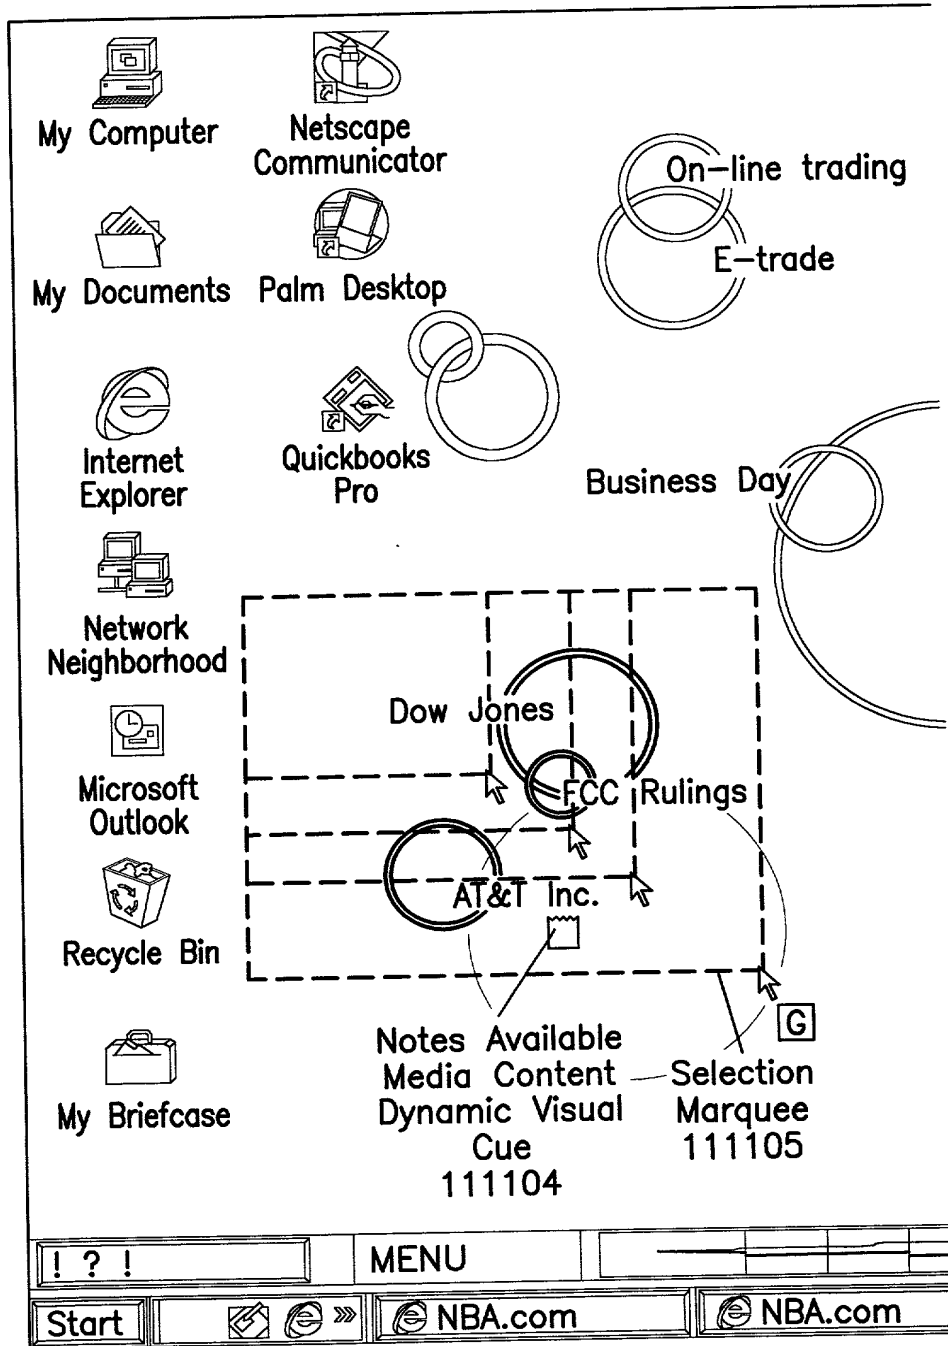 My Computer
Netscape
Communicator
On-line trading
E-trade
My Documents
Palm Desktop
Internet
Explorer
Quickbooks
Pro
Business Day
Network
Neighborhood
Dow Jones
FCC Rulings
Microsoft
Outlook
AT&T Inc.
Recycle Bin
G
Notes Available
Media Content
Dynamic Visual
Cue
111104
Selection
Marquee
111105
My Briefcase
! ? !
MENU
Start
e
»»
e NBA.com
e NBA.com